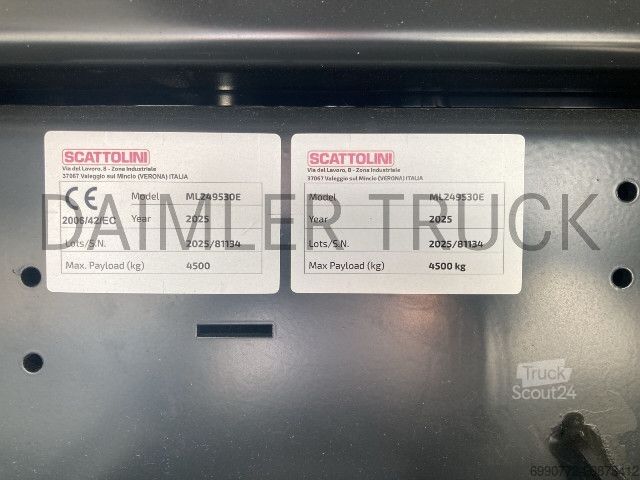 SCATTOLINI
Via del Lavoro, 8 - Zona Industriale
37067 Valeggio sul Mincio (VERONA) ITALIA
CE Model ML249530E
2006/42/EC Year 2025
Lots/S.N. 2025/81134
Max. Payload (kg) 4500
SCATTOLINI
Via del Lavoro, 8 - Zona Industriale
37067 Valeggio sul Mincio (VERONA) ITALIA
Model ML249530E
Year 2025
Lots/S.N. 2025/81134
Max. Payload (kg) 4500 kg
DAIMLER TRUCK
Truck
Scout24